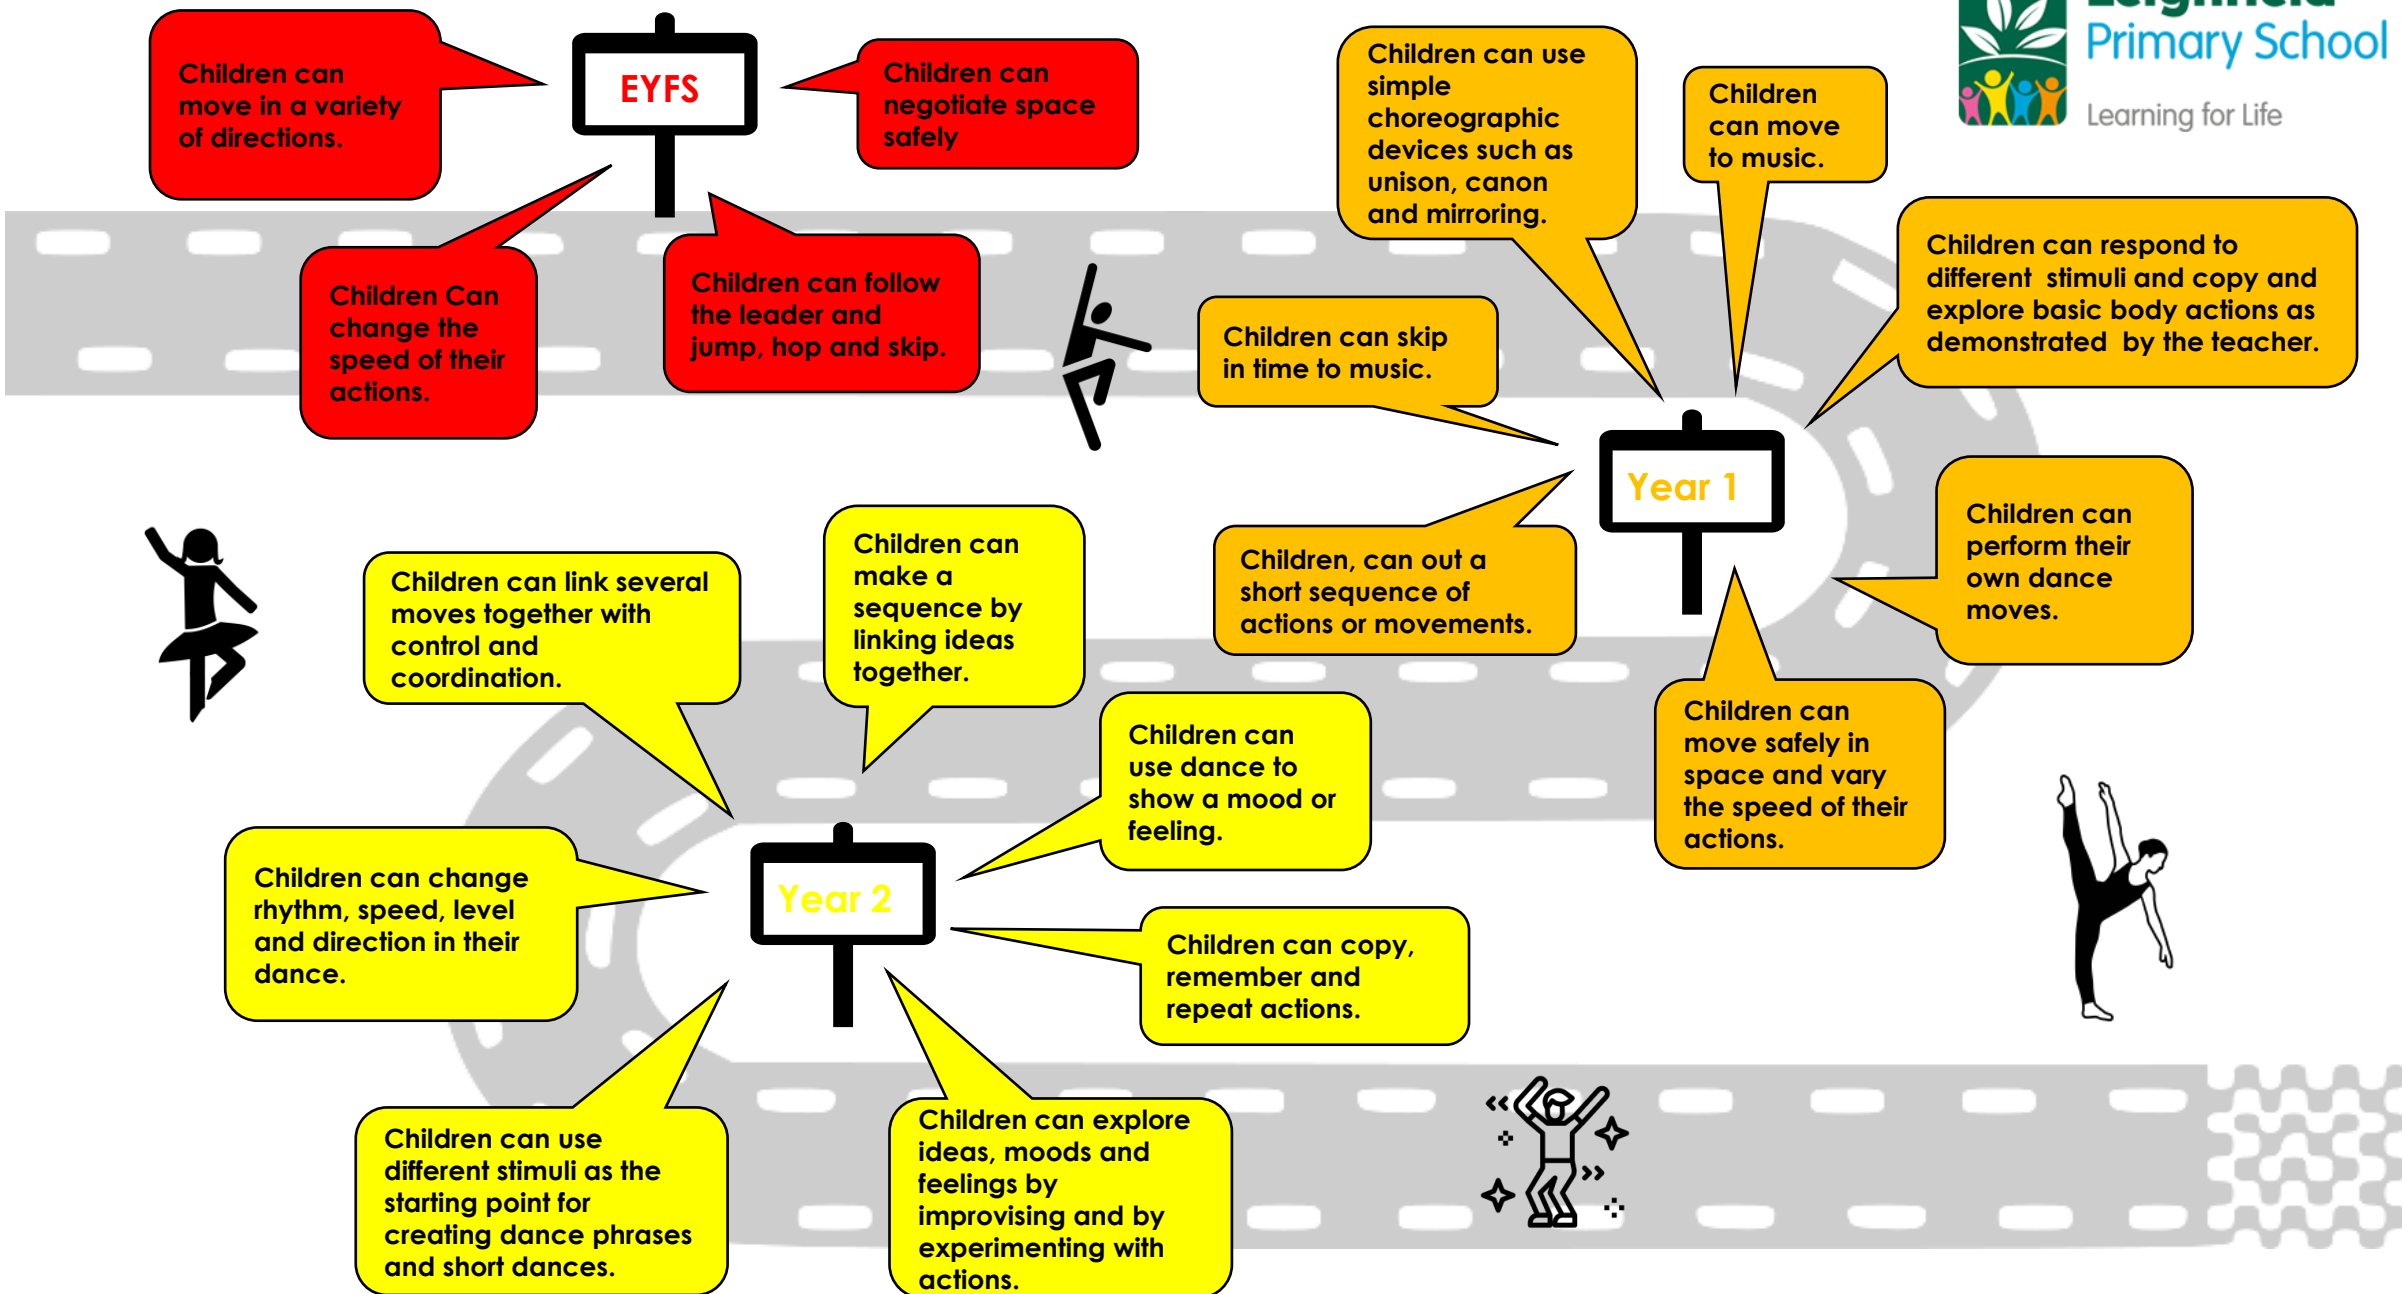 Primary School
Learning for Life
EYFS
Children can
move in a variety
of directions.
Children can
negotiate space
safely
Children Can
change the
speed of their
actions.
Children can follow
the leader and
jump, hop and skip.
Children can use
simple
choreographic
devices such as
unison, canon
and mirroring.
Children
can move
to music.
Children can respond to
different stimuli and copy and
explore basic body actions as
demonstrated by the teacher.
Children can skip
in time to music.
Year 1
Children, can out a
short sequence of
actions or movements.
Children can
perform their
own dance
moves.
Children can
move safely in
space and vary
the speed of their
actions.
Children can link several
moves together with
control and
coordination.
Children can
make a
sequence by
linking ideas
together.
Children can
use dance to
show a mood or
feeling.
Year 2
Children can change
rhythm, speed, level
and direction in their
dance.
Children can copy,
remember and
repeat actions.
Children can use
different stimuli as the
starting point for
creating dance phrases
and short dances.
Children can explore
ideas, moods and
feelings by
improvising and by
experimenting with
actions.